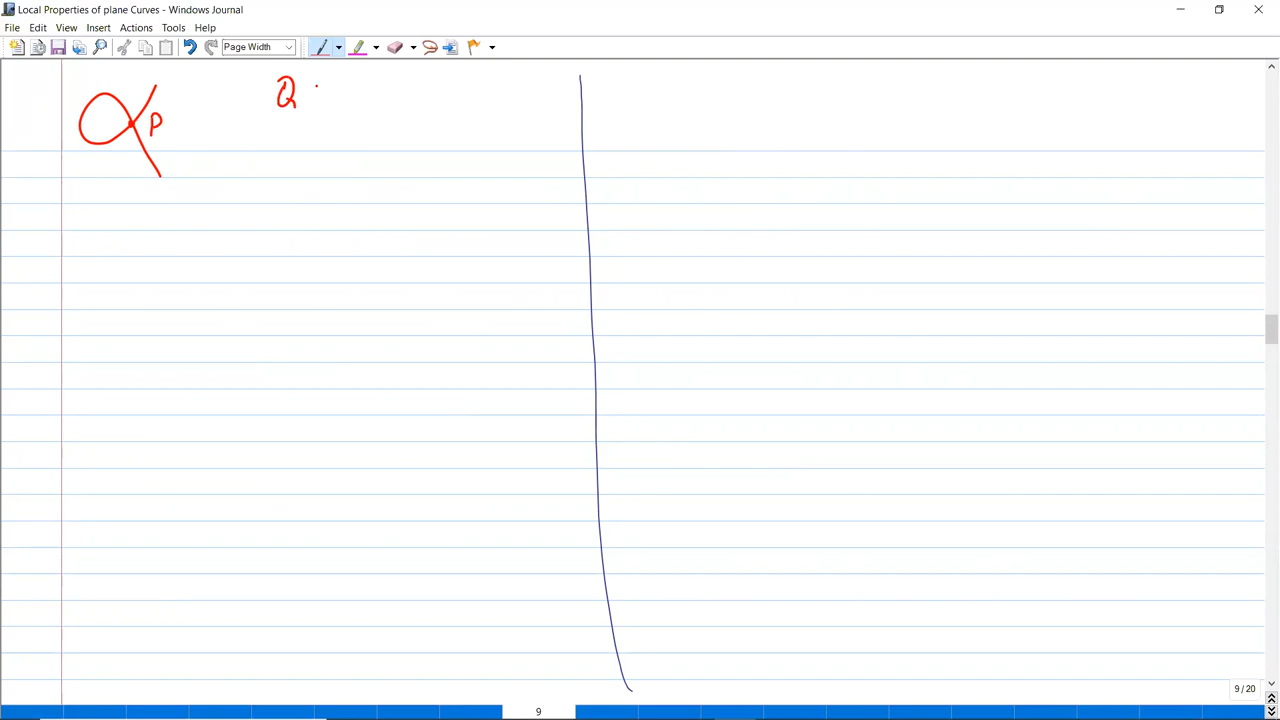 Local Properties of plane Curves - Windows Journal
File Edit View Insert Actions Tools Help
Page Width
Q .
P
9 / 20
9